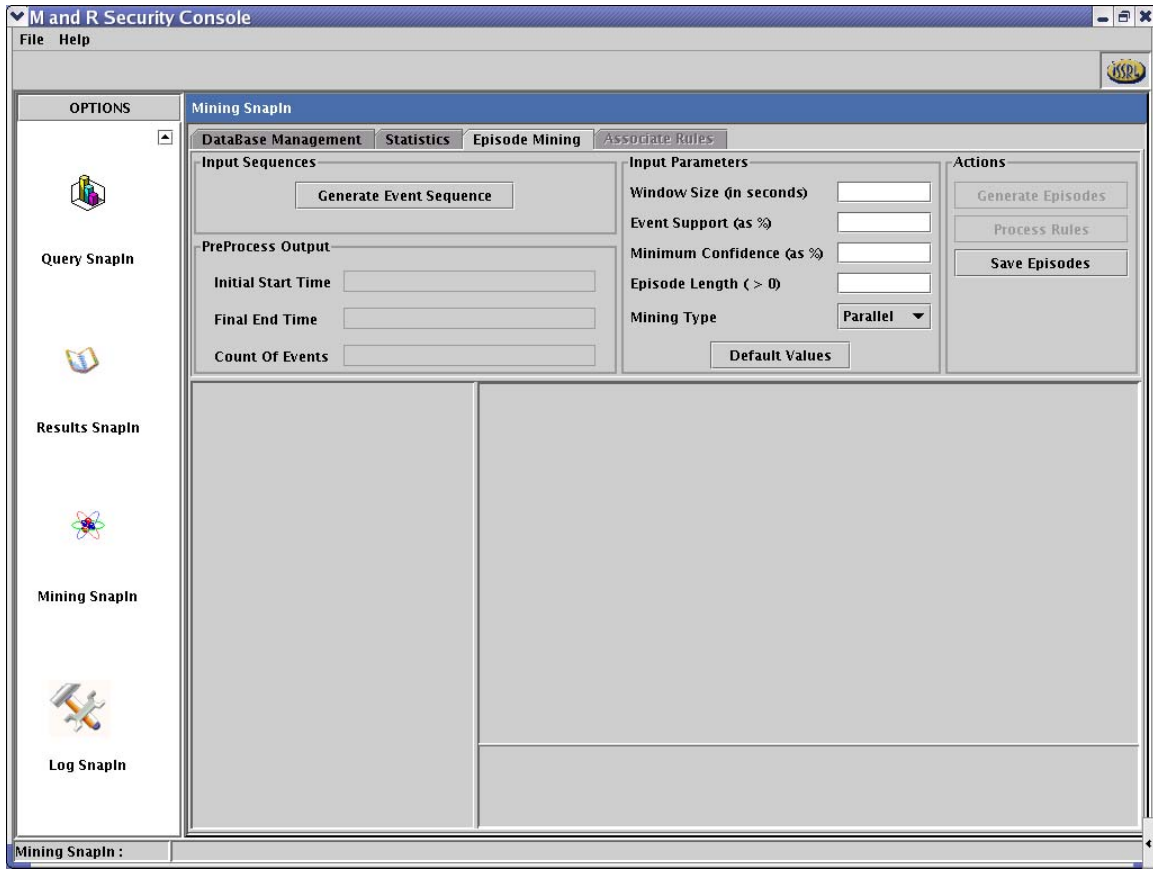 M and R Security Console
File Help
ISSRL
OPTIONS
Query SnapIn
Results SnapIn
Mining SnapIn
Log SnapIn
Mining SnapIn
DataBase Management Statistics Episode Mining Associate Rules
Input Sequences
Generate Event Sequence
PreProcess Output
Initial Start Time
Final End Time
Count Of Events
Input Parameters
Window Size (in seconds)
Event Support (as %)
Minimum Confidence (as %)
Episode Length ( > 0)
Mining Type Parallel
Default Values
Actions
Generate Episodes
Process Rules
Save Episodes
Mining SnapIn :